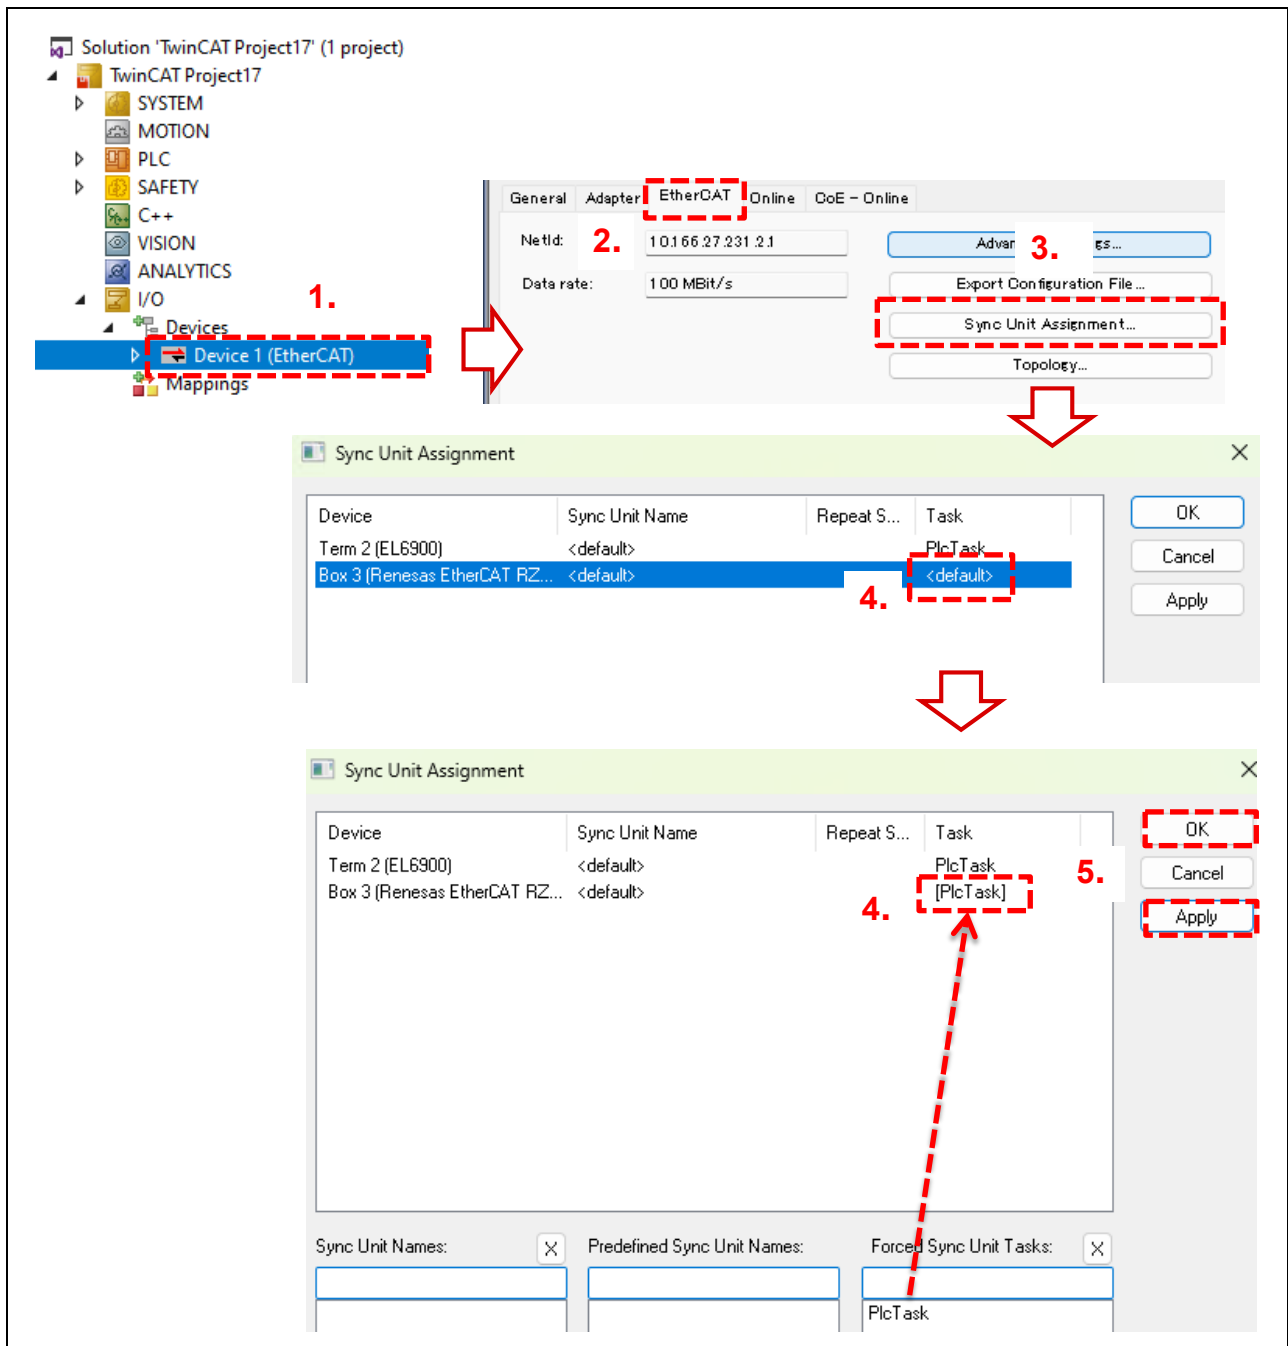 Solution 'TwinCAT Project17' (1 project)
TwinCAT Project17
SYSTEM
MOTION
PLC
SAFETY
C++
VISION
ANALYTICS
I/O
1.
Devices
Device 1 (EtherCAT)
Mappings
General Adapter EtherCAT Online CoE - Online
NetId: 2. 10.166.27.231.2.1
3.
Data rate: 100 MBit/s
Export Configuration File...
Sync Unit Assignment...
Topology...
Sync Unit Assignment
Device Sync Unit Name Repeat S... Task
Term 2 (EL6900) <default> PlcTask
Box 3 (Renesas EtherCAT RZ... <default> <default>
4.
OK
Cancel
Apply
Sync Unit Assignment
Device Sync Unit Name Repeat S... Task
Term 2 (EL6900) <default> PlcTask
Box 3 (Renesas EtherCAT RZ... <default> [PlcTask]
4.
5.
OK
Cancel
Apply
Sync Unit Names: X Predefined Sync Unit Names: Forced Sync Unit Tasks: X
PlcTask